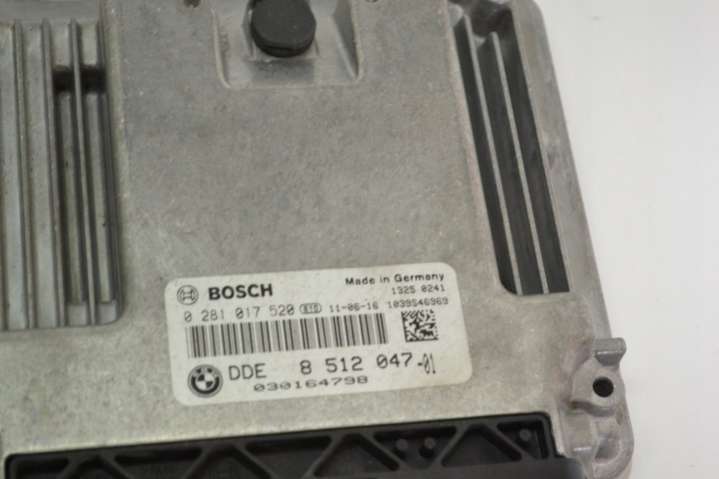 BOSCH Made in Germany
1325 0241
0 281 017 520 11-06-16 1039S46969
DDE 8 512 047-01
030164798